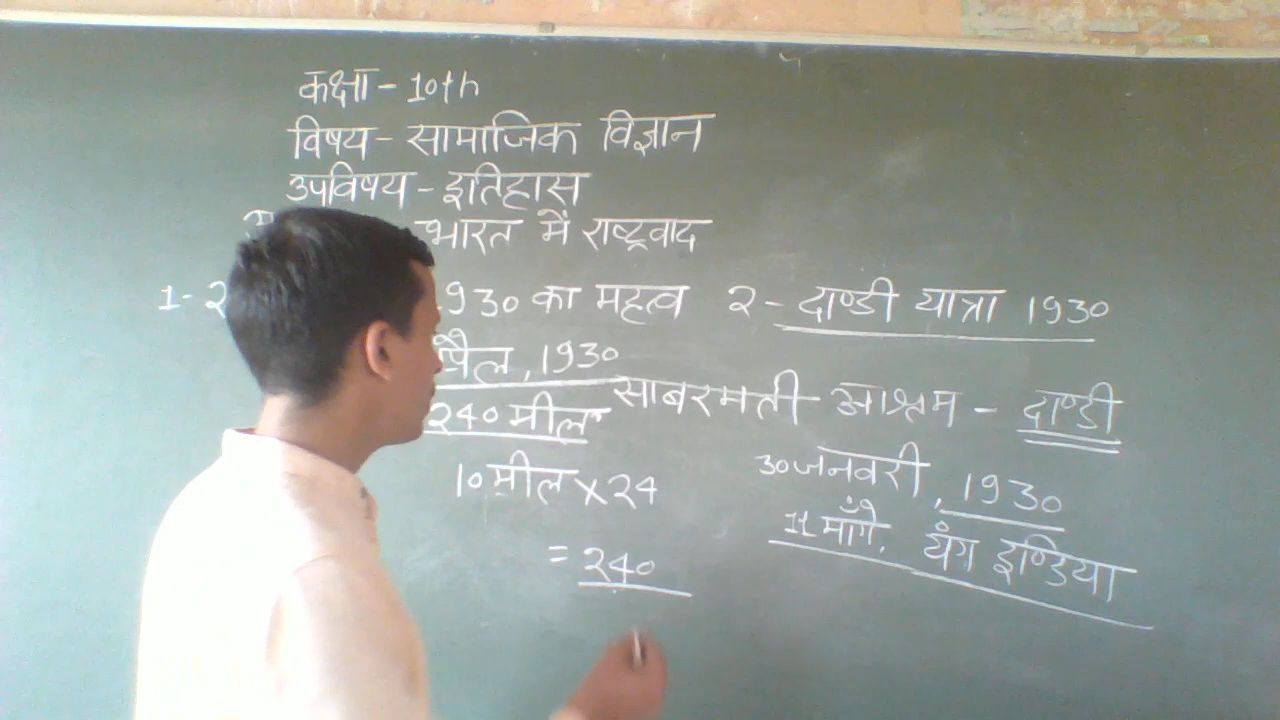 कक्षा - 10th
विषय - सामाजिक विज्ञान
उपविषय - इतिहास
भारत में राष्ट्रवाद
1 - 2 1930 का महत्व
2 - दाण्डी यात्रा 1930
, 1930
साबरमती आश्रम - दाण्डी
240 मील
10 मील x 24
= 240
30 जनवरी, 1930
11 माँगे. यंग इण्डिया